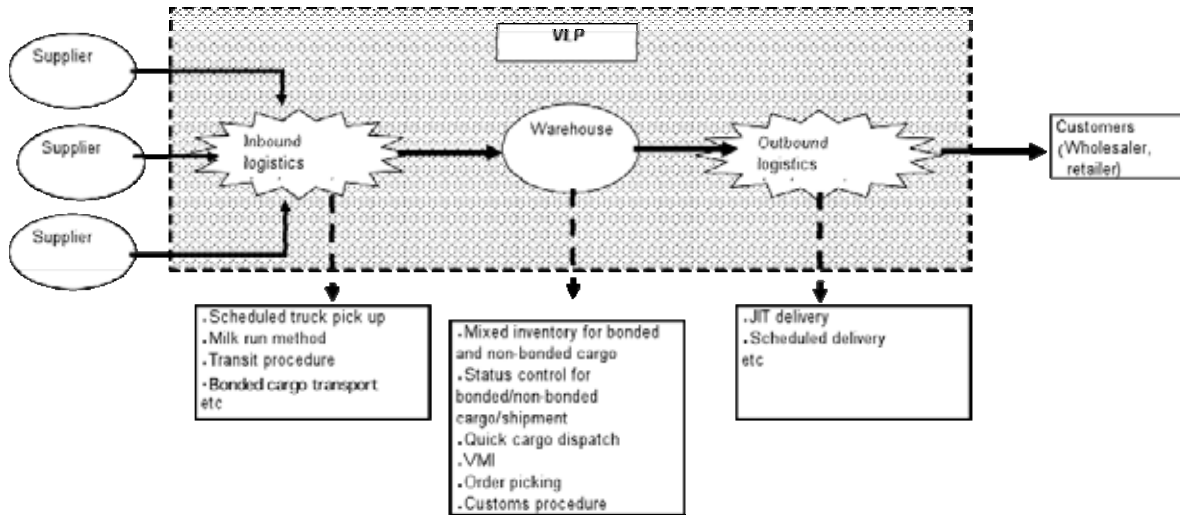 VLP
Supplier
Supplier
Supplier
Inbound
logistics
Warehouse
Outbound
logistics
Customers
(Wholesaler,
retailer)
.Scheduled truck pick up
.Milk run method
.Transit procedure
·Bonded cargo transport
etc
.Mixed inventory for bonded
and non-bonded cargo
.Status control for
bonded/non-bonded
cargo/shipment
.Quick cargo dispatch
.VMI
.Order picking
.Customs procedure
.JIT delivery
.Scheduled delivery
etc